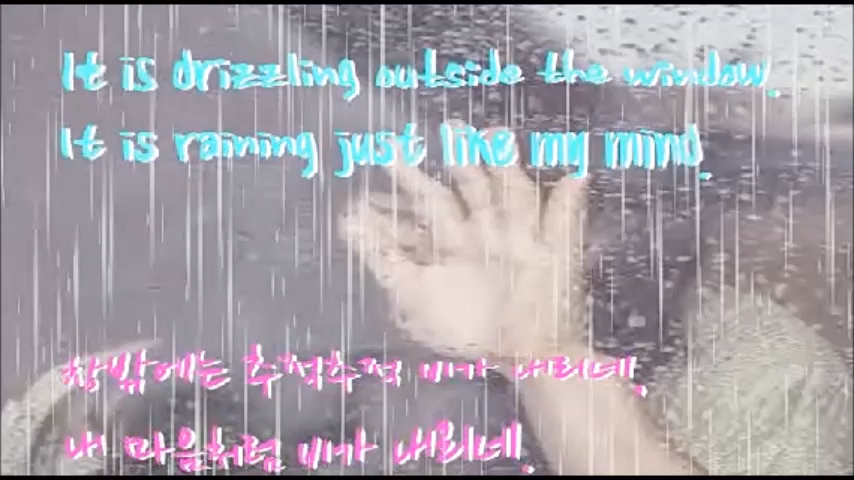 It is drizzling outside the window.
It is raining just like my mind.
창밖에는 추적추적 비가 내리네.
내 마음처럼 비가 내리네.